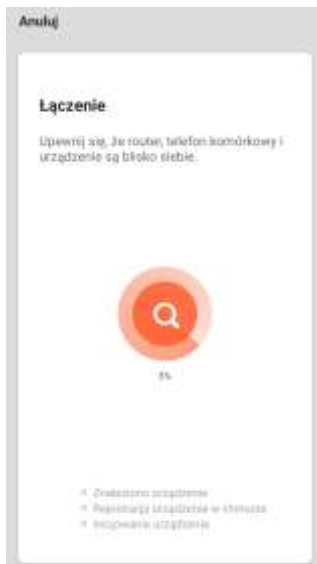 Anuluj
Łączenie
Upewnij się, że router, telefon komórkowy i
urządzenie są blisko siebie.
Znaleziono urządzenie
Rejestracja urządzenia w chmurze
Inicjowanie urządzenia